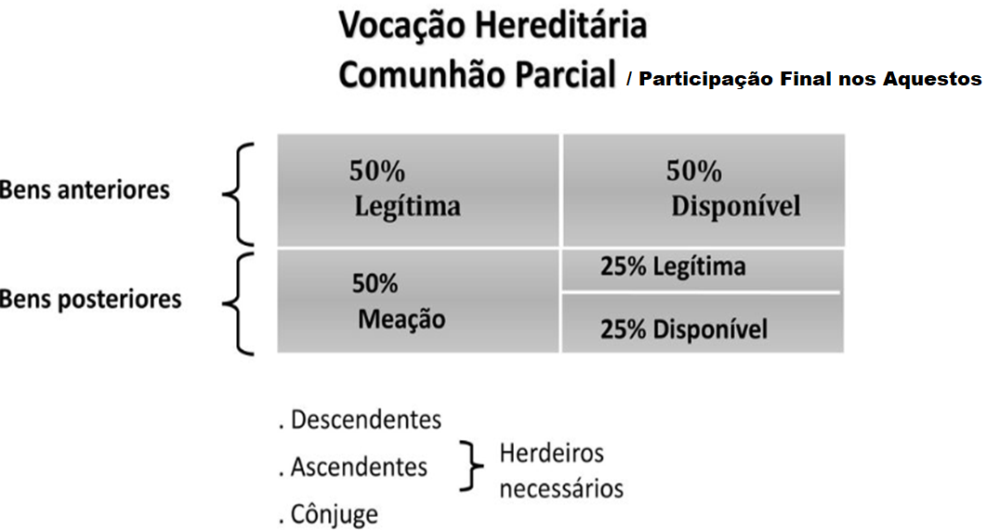 Vocação Hereditária
Comunhão Parcial / Participação Final nos Aquestos
Bens anteriores
50%
Legítima
50%
Disponível
Bens posteriores
50%
Meação
25% Legítima
25% Disponível
. Descendentes
. Ascendentes
. Cônjuge
Herdeiros
necessários